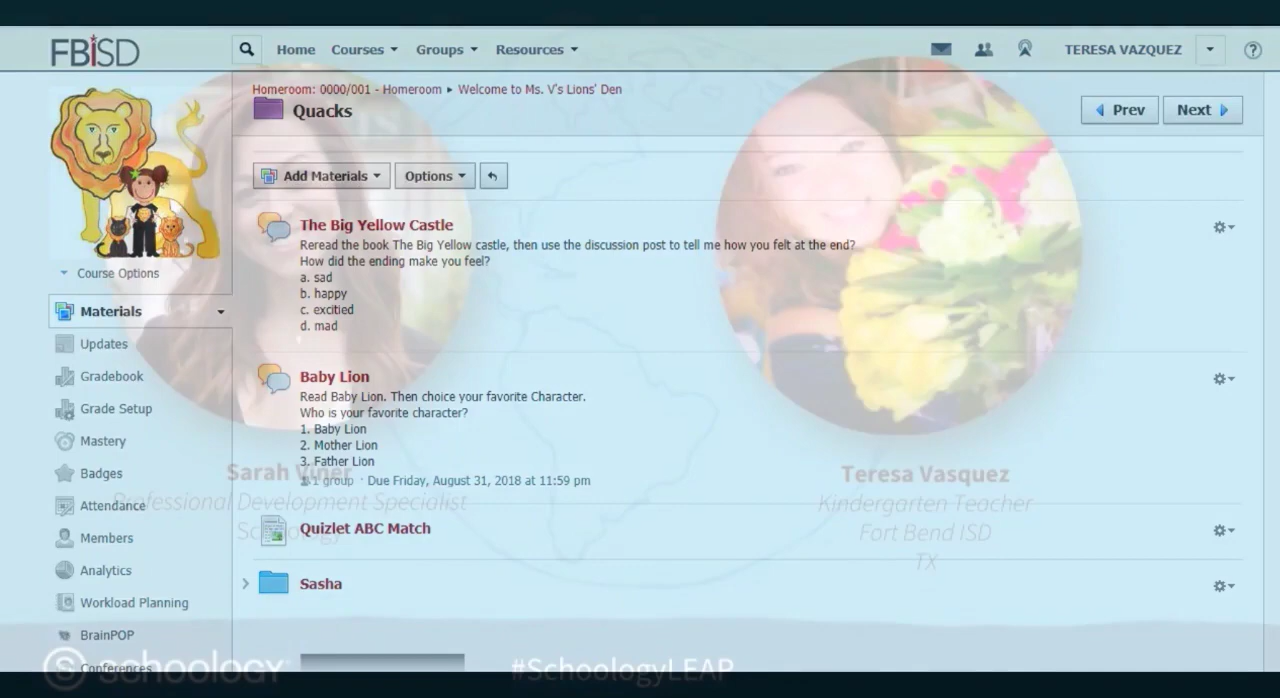 FBiSD
Home Courses Groups Resources
TERESA VAZQUEZ
Homeroom: 0000/001 - Homeroom ▸ Welcome to Ms. V's Lions' Den
Quacks
Prev Next
Add Materials Options
The Big Yellow Castle
Reread the book The Big Yellow castle, then use the discussion post to tell me how you felt at the end?
How did the ending make you feel?
a. sad
b. happy
c. excitied
d. mad
Course Options
Materials
Updates
Gradebook
Grade Setup
Mastery
Badges
Attendance
Members
Analytics
Workload Planning
BrainPOP
Conferences
Baby Lion
Read Baby Lion. Then choice your favorite Character.
Who is your favorite character?
1. Baby Lion
2. Mother Lion
3. Father Lion
1 group · Due Friday, August 31, 2018 at 11:59 pm
Quizlet ABC Match
Sasha
Sarah Viner
Professional Development Specialist
Schoology
Teresa Vasquez
Kindergarten Teacher
Fort Bend ISD
TX
schoology
#SchoologyLEAP